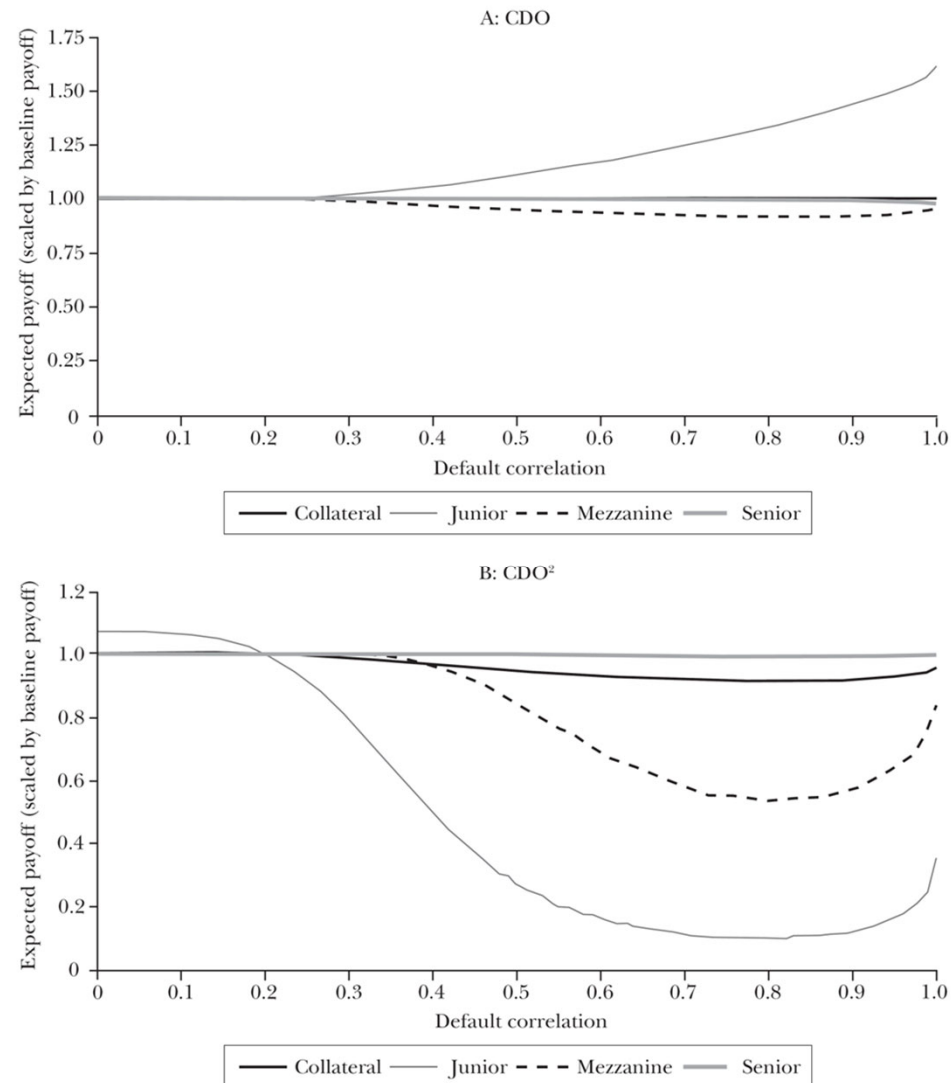 A: CDO
Expected payoff (scaled by baseline payoff)
1.75
1.50
1.25
1.00
0.75
0.50
0.25
0
0 0.1 0.2 0.3 0.4 0.5 0.6 0.7 0.8 0.9 1.0
Default correlation
Collateral Junior Mezzanine Senior
B: CDO²
Expected payoff (scaled by baseline payoff)
1.2
1.0
0.8
0.6
0.4
0.2
0
0 0.1 0.2 0.3 0.4 0.5 0.6 0.7 0.8 0.9 1.0
Default correlation
Collateral Junior Mezzanine Senior